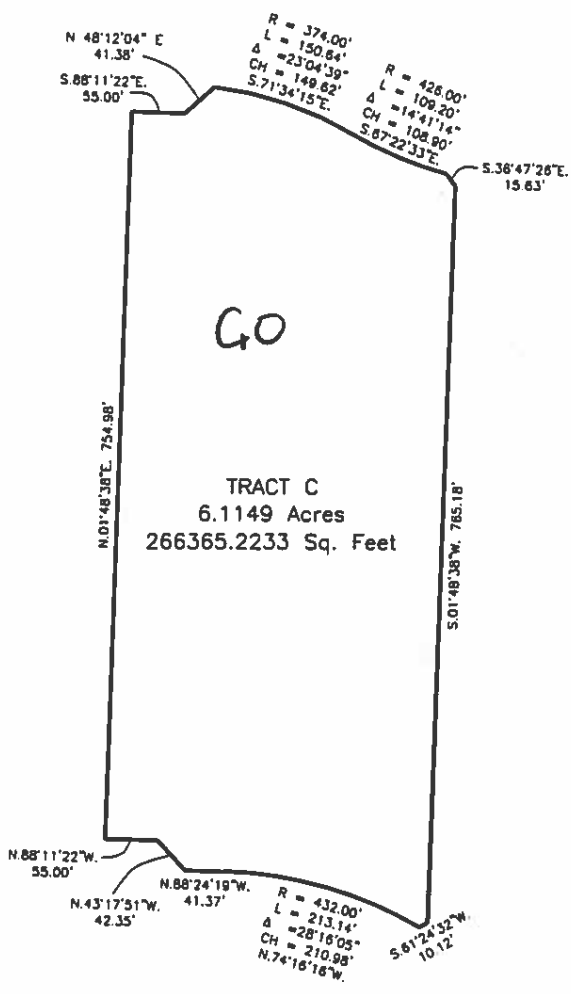 N 48°12'04" E
41.38'
S.88°11'22"E.
55.00'
R = 374.00'
L = 150.64'
Δ =23°04'39"
CH = 149.62'
S.71°34'15"E.
R = 426.00'
L = 109.20'
Δ =14°41'14"
CH = 108.90'
S.67°22'33"E.
S.36°47'26"E.
15.63'
GO
N.01°48'38"E. 754.98'
TRACT C
6.1149 Acres
266365.2233 Sq. Feet
S.01°48'38"W. 765.18'
N.88°11'22"W.
55.00'
N.43°17'51"W.
42.35'
N.88°24'19"W.
41.37'
R = 432.00'
L = 213.14'
Δ =28°16'05"
CH = 210.98'
N.74°16'16"W.
S.61°24'32"W.
10.12'